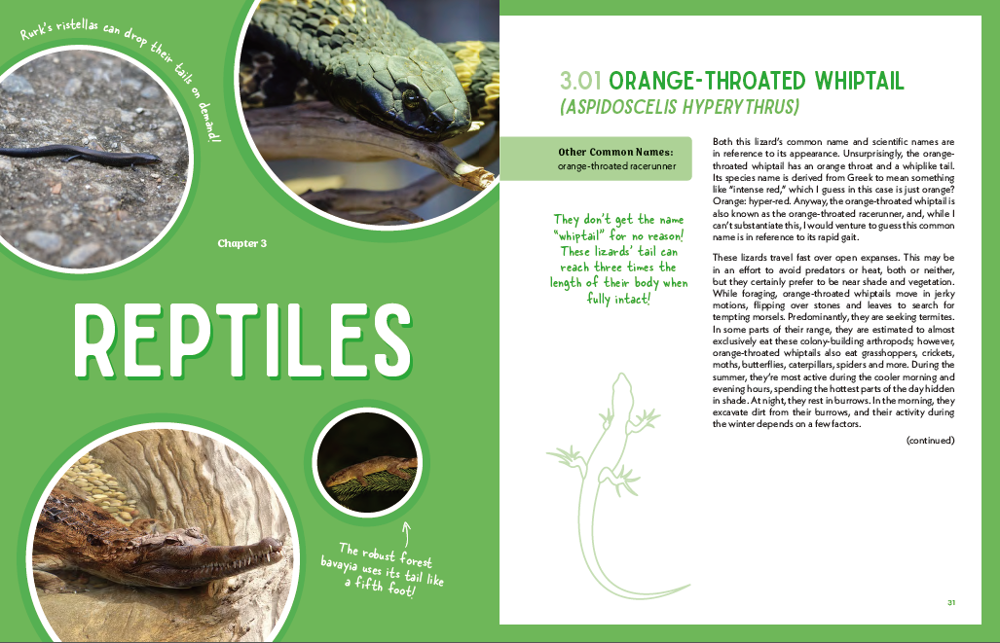 Rurk's ristellas can drop their tails on demand!
Chapter 3
REPTILES
The robust forest
bavayia uses its tail like
a fifth foot!
3.01 ORANGE-THROATED WHIPTAIL
(ASPIDOSCELIS HYPERYTHRUS)
Other Common Names:
orange-throated racerunner
They don't get the name
"whiptail" for no reason!
These lizards' tail can
reach three times the
length of their body when
fully intact!
Both this lizard's common name and scientific names are
in reference to its appearance. Unsurprisingly, the orange-
throated whiptail has an orange throat and a whiplike tail.
Its species name is derived from Greek to mean something
like "intense red," which I guess in this case is just orange?
Orange: hyper-red. Anyway, the orange-throated whiptail is
also known as the orange-throated racerunner, and, while I
can't substantiate this, I would venture to guess this common
name is in reference to its rapid gait.
These lizards travel fast over open expanses. This may be
in an effort to avoid predators or heat, both or neither,
but they certainly prefer to be near shade and vegetation.
While foraging, orange-throated whiptails move in jerky
motions, flipping over stones and leaves to search for
tempting morsels. Predominantly, they are seeking termites.
In some parts of their range, they are estimated to almost
exclusively eat these colony-building arthropods; however,
orange-throated whiptails also eat grasshoppers, crickets,
moths, butterflies, caterpillars, spiders and more. During the
summer, they're most active during the cooler morning and
evening hours, spending the hottest parts of the day hidden
in shade. At night, they rest in burrows. In the morning, they
excavate dirt from their burrows, and their activity during
the winter depends on a few factors.
(continued)
31